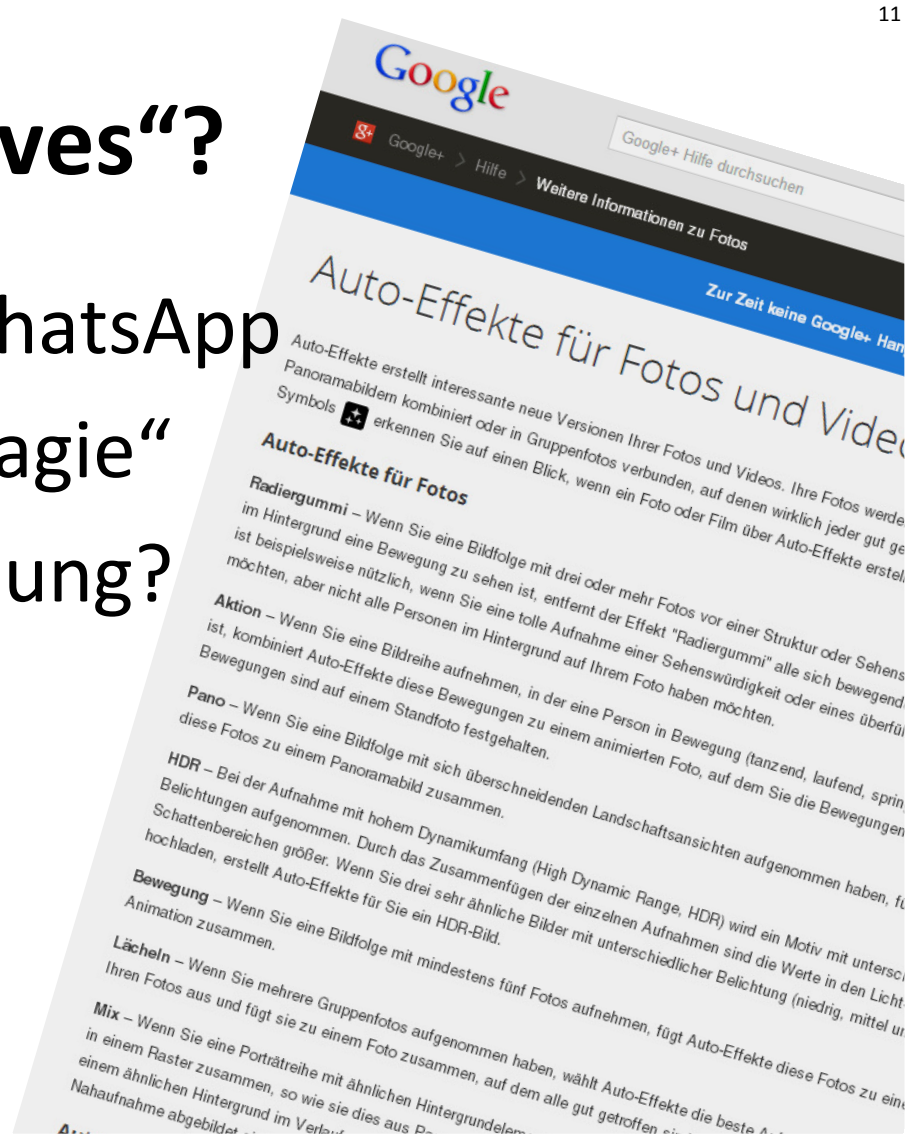 11
ves“?
hatsApp
agie“
ung?
Google
Google+ Hilfe durchsuchen
g+ Google+ > Hilfe > Weitere Informationen zu Fotos
Zur Zeit keine Google+ Han
Auto-Effekte für Fotos und Vide
Auto-Effekte erstellt interessante neue Versionen Ihrer Fotos und Videos. Ihre Fotos werde
Panoramabildern kombiniert oder in Gruppenfotos verbunden, auf denen wirklich jeder gut ge
Symbols erkennen Sie auf einen Blick, wenn ein Foto oder Film über Auto-Effekte erstell
Auto-Effekte für Fotos
Radiergummi – Wenn Sie eine Bildfolge mit drei oder mehr Fotos vor einer Struktur oder Sehens
im Hintergrund eine Bewegung zu sehen ist, entfernt der Effekt "Radiergummi" alle sich bewegend
ist beispielsweise nützlich, wenn Sie eine tolle Aufnahme einer Sehenswürdigkeit oder eines überfül
möchten, aber nicht alle Personen im Hintergrund auf Ihrem Foto haben möchten.
Aktion – Wenn Sie eine Bildreihe aufnehmen, in der eine Person in Bewegung (tanzend, laufend, sprin
ist, kombiniert Auto-Effekte diese Bewegungen zu einem animierten Foto, auf dem Sie die Bewegungen
Bewegungen sind auf einem Standfoto festgehalten.
Pano – Wenn Sie eine Bildfolge mit sich überschneidenden Landschaftsansichten aufgenommen haben, fü
diese Fotos zu einem Panoramabild zusammen.
HDR – Bei der Aufnahme mit hohem Dynamikumfang (High Dynamic Range, HDR) wird ein Motiv mit untersc
Belichtungen aufgenommen. Durch das Zusammenfügen der einzelnen Aufnahmen sind die Werte in den Licht-
Schattenbereichen größer. Wenn Sie drei sehr ähnliche Bilder mit unterschiedlicher Belichtung (niedrig, mittel un
hochladen, erstellt Auto-Effekte für Sie ein HDR-Bild.
Bewegung – Wenn Sie eine Bildfolge mit mindestens fünf Fotos aufnehmen, fügt Auto-Effekte diese Fotos zu eine
Animation zusammen.
Lächeln – Wenn Sie mehrere Gruppenfotos aufgenommen haben, wählt Auto-Effekte die beste
Ihren Fotos aus und fügt sie zu einem Foto zusammen, auf dem alle gut getroffen
Mix – Wenn Sie eine Porträtreihe mit ähnlichen Hintergrundelem
in einem Raster zusammen, so wie sie dies aus
einem ähnlichen Hintergrund im Verlauf
Nahaufnahme abgebildet